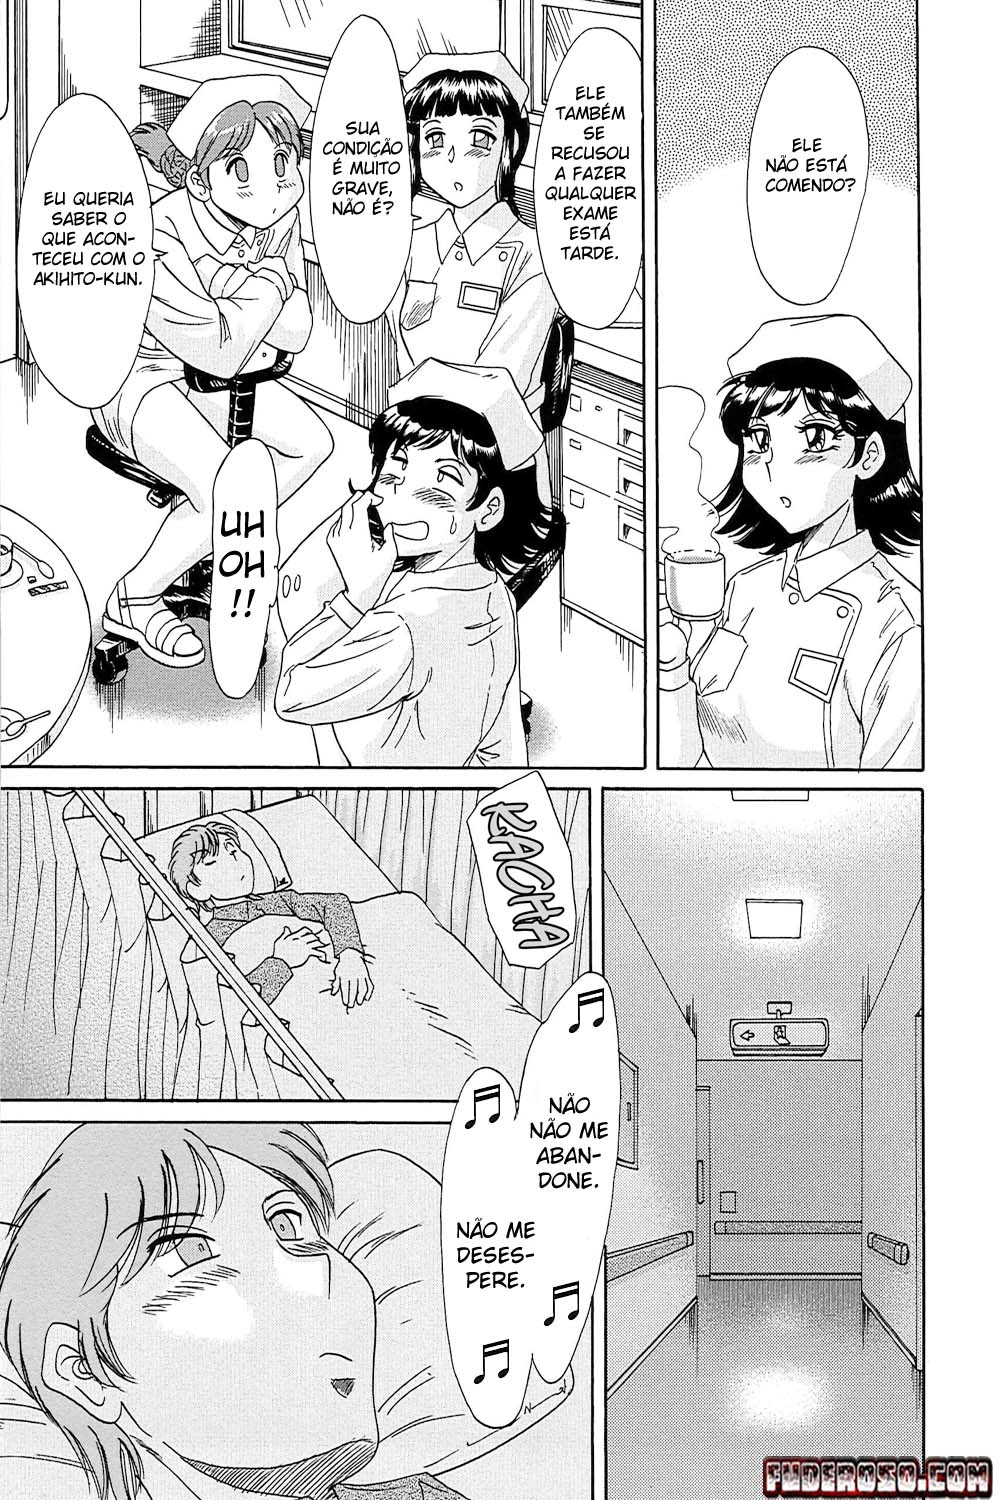 ELE
NÃO ESTÁ
COMENDO?
ELE
TAMBÉM
SE
RECUSOU
A FAZER
QUALQUER
EXAME
ESTÁ
TARDE.
SUA
CONDIÇÃO
É MUITO
GRAVE,
NÃO É?
EU QUERIA
SABER O
QUE ACON-
TECEU COM O
AKIHITO-KUN.
UH
OH
!!
KACHA
NÃO
NÃO ME
ABAN-
DONE.
NÃO ME
DESES-
PERE.
FUDEROSO.COM